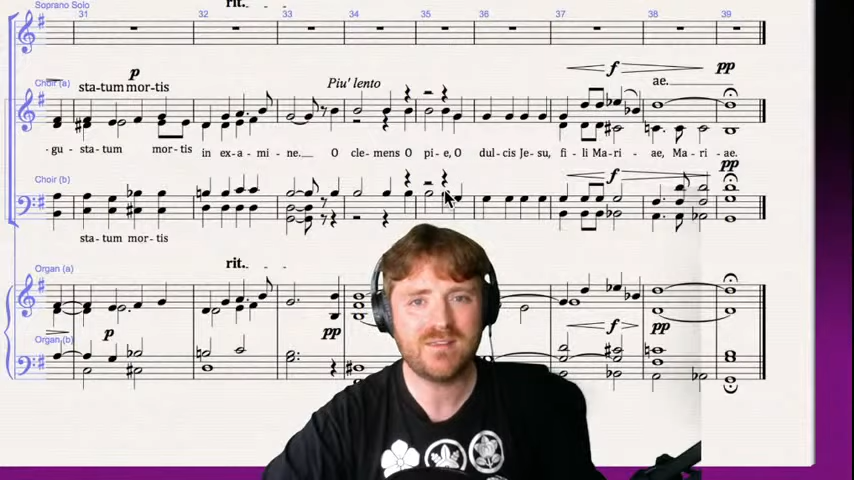 rit.
Soprano Solo
31 32 33 34 35 36 37 38 39
p f pp
Choir (a) sta-tum mor-tis Piu' lento ae.
-gu-sta-tum mor-tis in ex-a-mi-ne. O cle-mens O pi-e, O dul-cis Je-su, fi-li Ma-ri-ae, Ma-ri-ae.
Choir (b) f pp
sta-tum mor-tis
Organ (a) rit.
Organ (b) p pp f pp